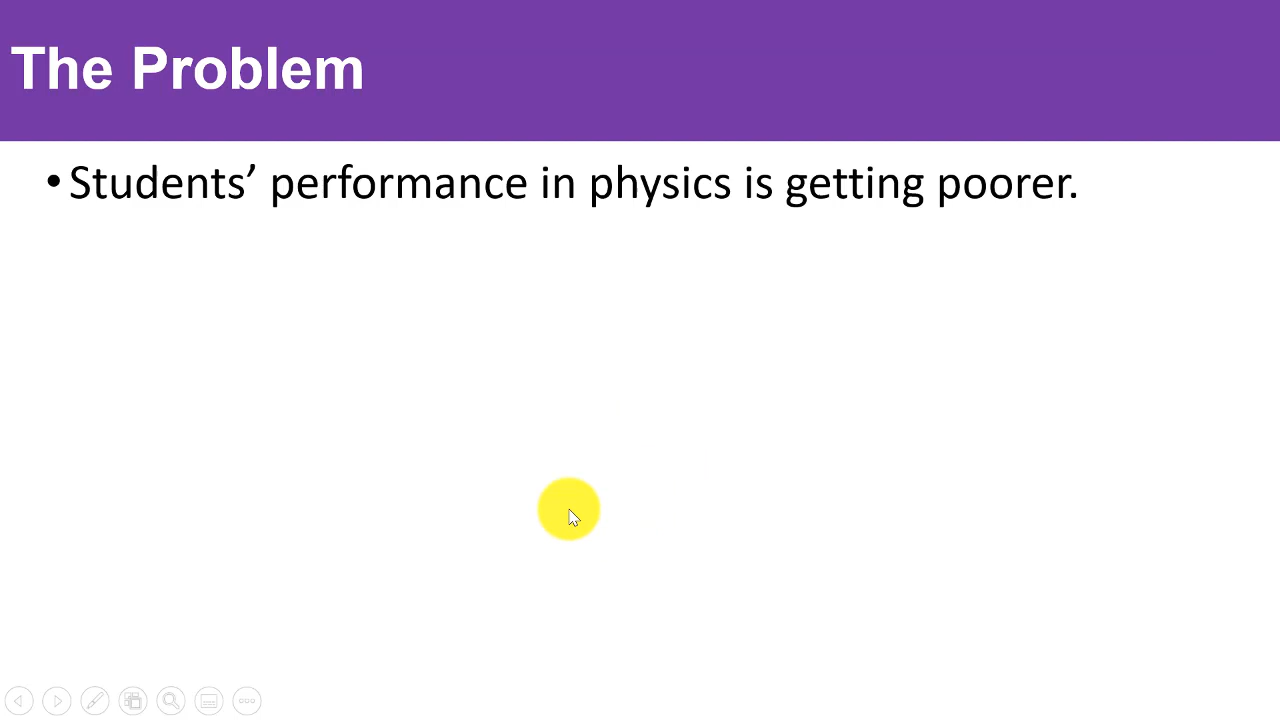 The Problem
• Students’ performance in physics is getting poorer.